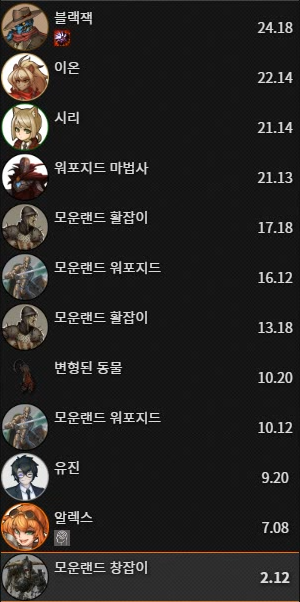 블랙잭
24.18
이온
22.14
시리
21.14
워포지드 마법사
21.13
모운랜드 활잡이
17.18
모운랜드 워포지드
16.12
모운랜드 활잡이
13.18
변형된 동물
10.20
모운랜드 워포지드
10.12
유진
9.20
알렉스
7.08
모운랜드 창잡이
2.12